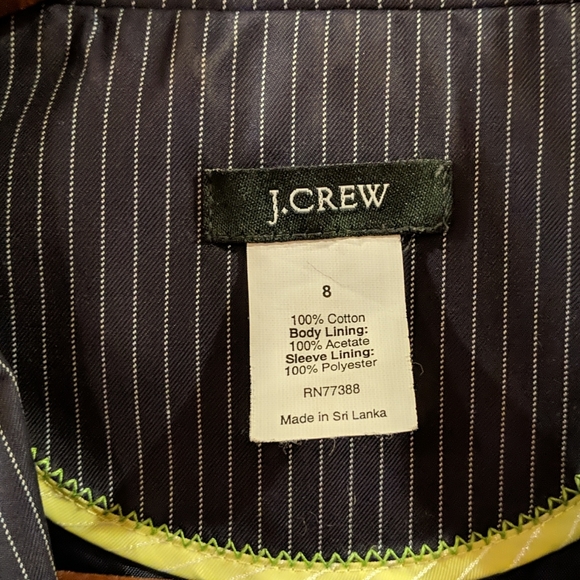 J.CREW
8
100% Cotton
Body Lining:
100% Acetate
Sleeve Lining:
100% Polyester
RN77388
Made in Sri Lanka